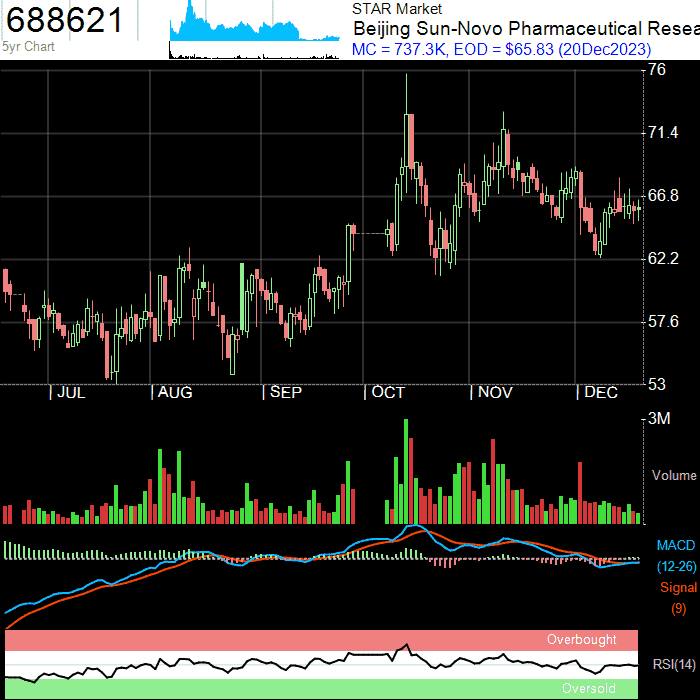 688621
5yr Chart
STAR Market
Beijing Sun-Novo Pharmaceutical Resea
MC = 737.3K, EOD = $65.83 (20Dec2023)
76
71.4
66.8
62.2
57.6
53
| JUL | AUG | SEP | OCT | NOV | DEC
3M
Volume
MACD
(12-26)
Signal
(9)
Overbought
RSI(14)
Oversold